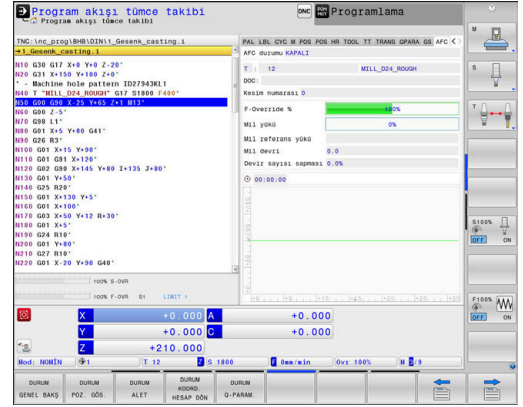 Program akışı tümce takibi
Program akışı tümce takibi
DNC
Programlama
TNC:\nc_prog\BHB\DIN\1_Gesenk_casting.i
→1_Gesenk_casting.i
N10 G30 G17 X+0 Y+0 Z-20*
N20 G31 X+150 Y+100 Z+0*
* - Machine hole pattern ID27943KL1
N40 T "MILL_D24_ROUGH" G17 S1800 F400*
N50 G00 G90 X-25 Y+65 Z+1 M13*
N60 G00 Z-5*
N70 G98 L1*
N80 G01 X+5 Y+80 G41*
N90 G26 R3*
N100 G01 X+15 Y+90*
N110 G01 G91 X+120*
N120 G02 G90 X+145 Y+80 I+135 J+80*
N130 G01 Y+50*
N140 G25 R20*
N150 G01 X+130 Y+5*
N160 G01 X+100*
N170 G03 X+50 Y+12 R+30*
N180 G01 X+5*
N190 G24 R10*
N200 G01 Y+80*
N210 G27 R10*
N220 G01 X-20 Y+90 G40*
PAL LBL CYC M POS POS HR TOOL TT TRANS QPARA GS AFC
AFC durumu KAPALI
T : 12 MILL_D24_ROUGH
DOC:
Kesim numarası 0
F-Override % 100%
Mil yükü 0%
Mil referans yükü
Mil devri 0.0
Devir sayısı sapması 0.0%
00:00:00
100% S-OVR
100% F-OVR S1 LIMIT 1
X +0.000 A +0.000
Y +0.000 C +0.000
Z +210.000
Mod: NOMİN 1 T 12 Z S 1800 F 0mm/min Ovr 100% M 5/9
M
S
T
S100%
OFF ON
F100%
OFF ON
DURUM GENEL BAKŞ
DURUM POZ. GÖS.
DURUM ALET
DURUM KOORD. HESAP DÖN
DURUM Q-PARAM.